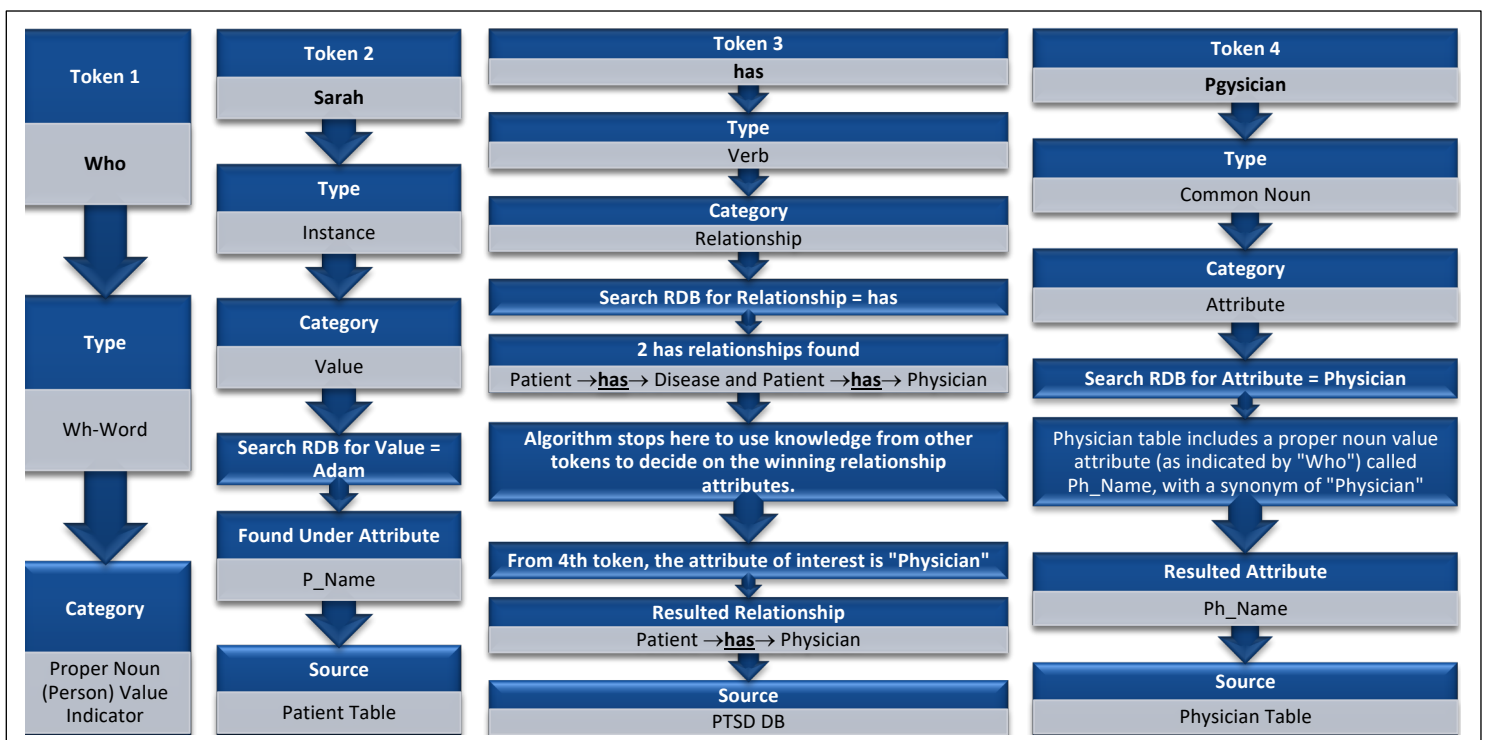 Token 1
Who
Type
Wh-Word
Category
Proper Noun
(Person) Value
Indicator
Token 2
Sarah
Type
Instance
Category
Value
Search RDB for Value =
Adam
Found Under Attribute
P_Name
Source
Patient Table
Token 3
has
Type
Verb
Category
Relationship
Search RDB for Relationship = has
2 has relationships found
Patient →has→ Disease and Patient →has→ Physician
Algorithm stops here to use knowledge from other
tokens to decide on the winning relationship
attributes.
From 4th token, the attribute of interest is "Physician"
Resulted Relationship
Patient →has→ Physician
Source
PTSD DB
Token 4
Pgysician
Type
Common Noun
Category
Attribute
Search RDB for Attribute = Physician
Physician table includes a proper noun value
attribute (as indicated by "Who") called
Ph_Name, with a synonym of "Physician"
Resulted Attribute
Ph_Name
Source
Physician Table